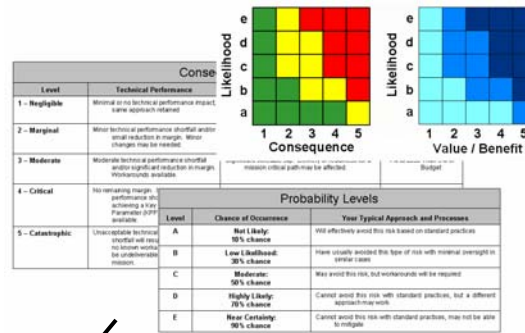 e
d
c
b
a
Likelihood
1 2 3 4 5
Consequence
Likelihood
1 2 3 4 5
Value / Benefit
Conse
Level Technical Performance
1 – Negligible Minimal or no technical performance impact,
same approach retained
2 – Marginal Minor technical performance shortfall and/or
small reduction in margin. Minor
changes may be needed.
3 – Moderate Moderate technical performance shortfall
and/or significant reduction in margin.
Workarounds available.
mission critical path may be affected.
Budget
4 – Critical No remaining margin.
performance
achieving a Key
Parameter (KPP
available
5 – Catastrophic Unacceptable technical
shortfall will
no known
be undeliverable
mission.
Probability Levels
Level Chance of Occurrence Your Typical Approach and Processes
A Not Likely:
10% chance
Will effectively avoid this risk based on standard practices
B Low Likelihood:
30% chance
Have usually avoided this type of risk with minimal oversight in
similar cases
C Moderate:
50% chance
May avoid this risk, but workarounds will be required
D Highly Likely:
70% chance
Cannot avoid this risk with standard practices, but a different
approach may work
E Near Certainty:
90% chance
Cannot avoid this risk with standard practices, may not be able
to mitigate